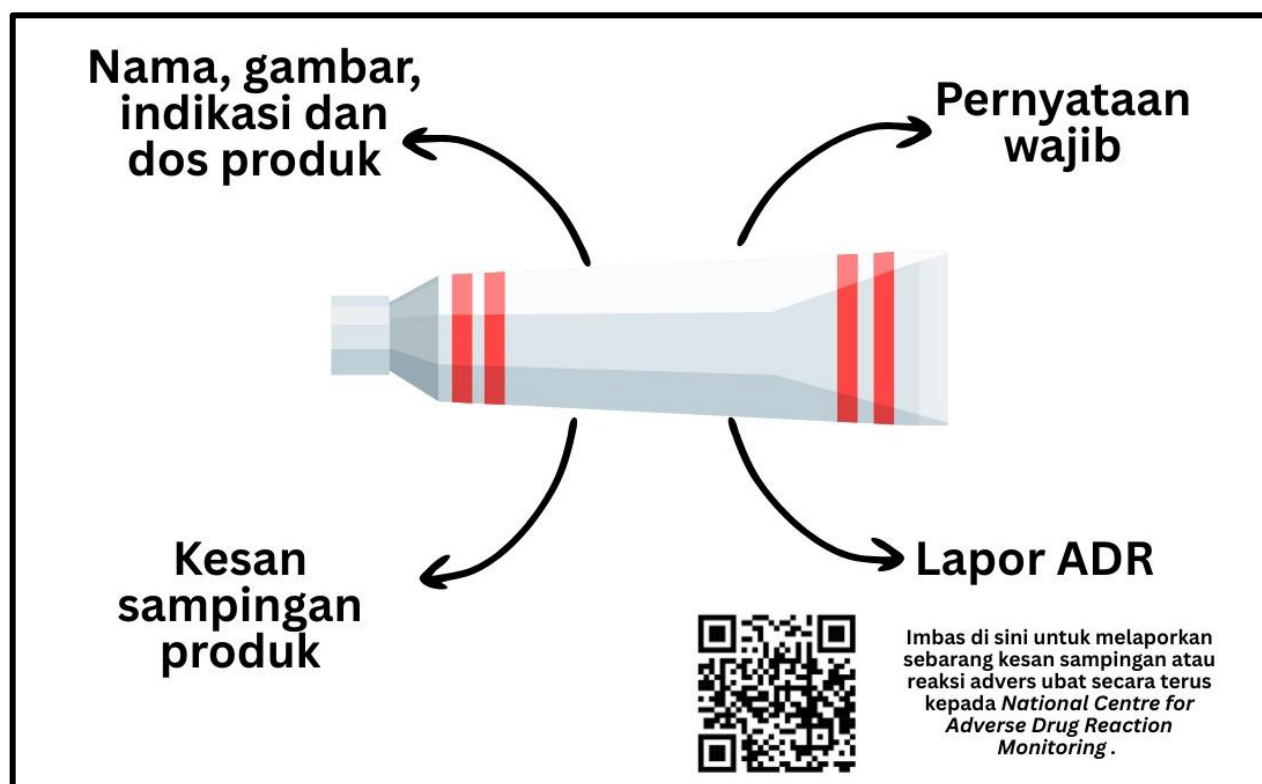 Nama, gambar,
indikasi dan
dos produk
Pernyataan
wajib
Kesan
sampingan
produk
Lapor ADR
Imbas di sini untuk melaporkan
sebarang kesan sampingan atau
reaksi advers ubat secara terus
kepada National Centre for
Adverse Drug Reaction
Monitoring .